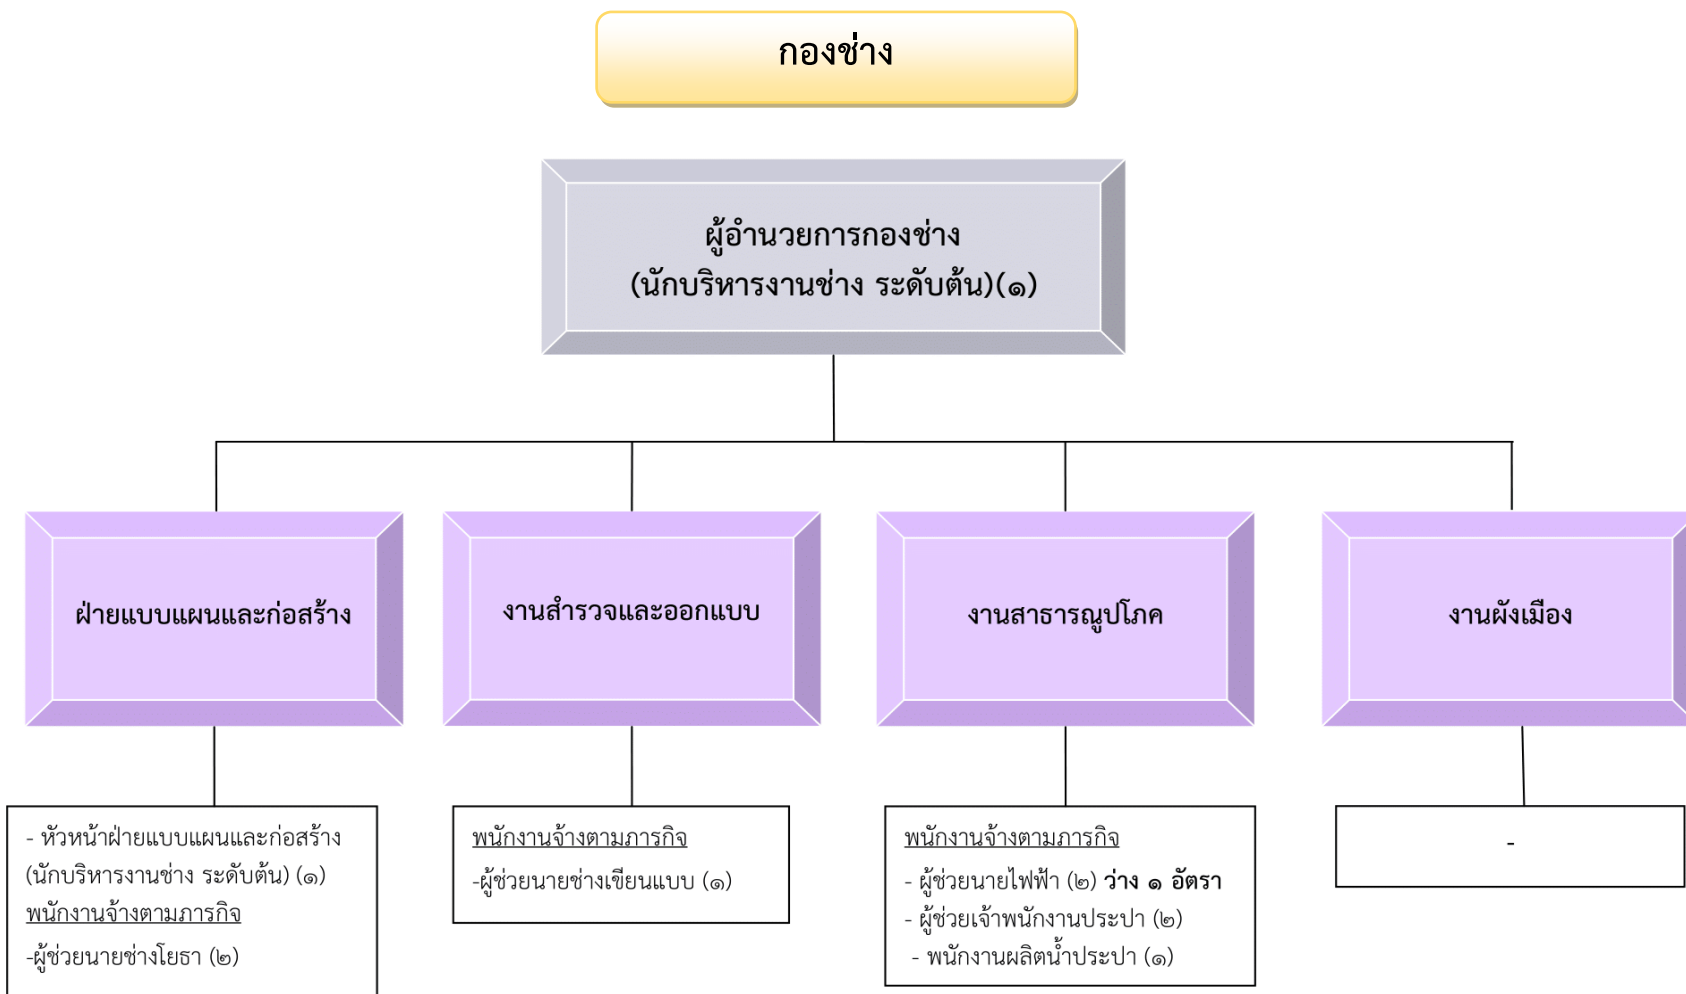 กองช่าง
ผู้อำนวยการกองช่าง
(นักบริหารงานช่าง ระดับต้น)(๑)
ฝ่ายแบบแผนและก่อสร้าง
งานสำรวจและออกแบบ
งานสาธารณูปโภค
งานผังเมือง
- หัวหน้าฝ่ายแบบแผนและก่อสร้าง
(นักบริหารงานช่าง ระดับต้น) (๑)
พนักงานจ้างตามภารกิจ
-ผู้ช่วยนายช่างโยธา (๒)
พนักงานจ้างตามภารกิจ
-ผู้ช่วยนายช่างเขียนแบบ (๑)
พนักงานจ้างตามภารกิจ
- ผู้ช่วยนายไฟฟ้า (๒) ว่าง ๑ อัตรา
- ผู้ช่วยเจ้าพนักงานประปา (๒)
- พนักงานผลิตน้ำประปา (๑)
-